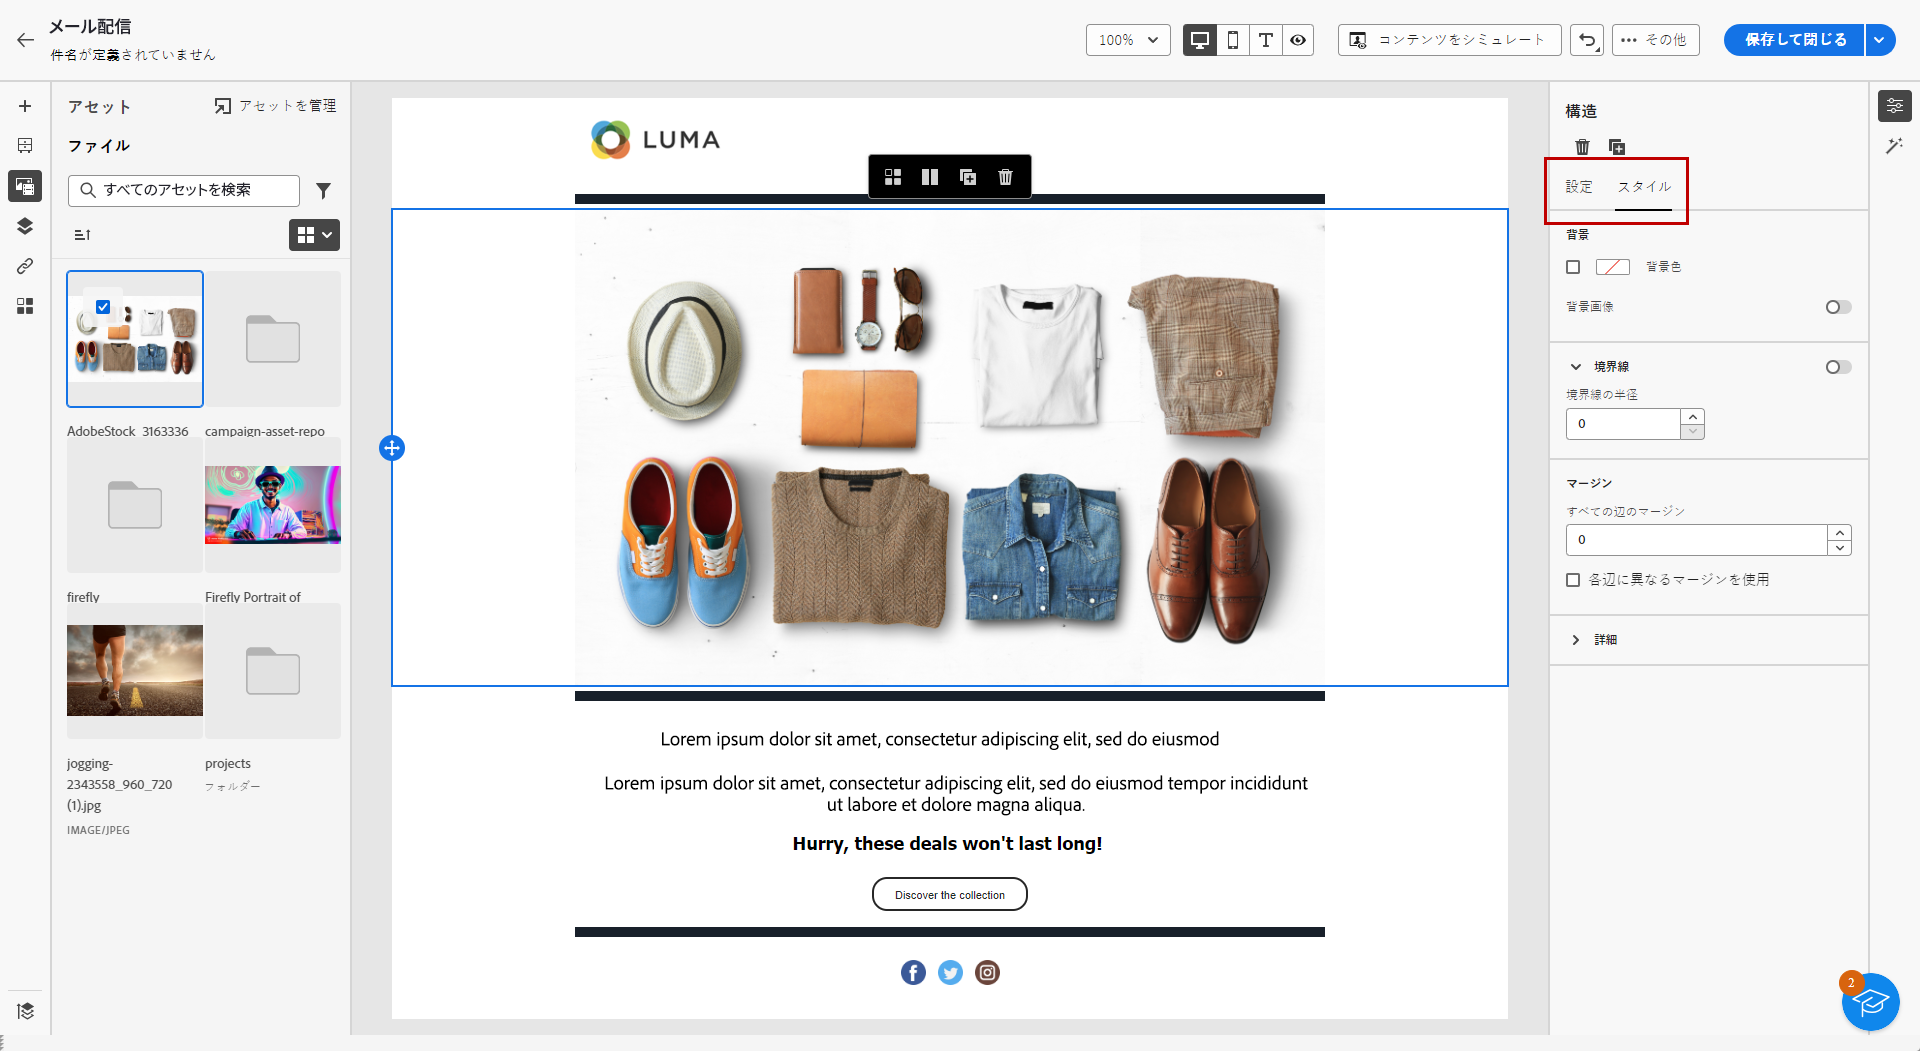 メール配信
件名が定義されていません
100%
コンテンツをシミュレート
その他
保存して閉じる
アセット
アセットを管理
ファイル
すべてのアセットを検索
AdobeStock_3163336
campaign-asset-repo
firefly
Firefly Portrait of
jogging-
2343558_960_720
(1).jpg
IMAGE/JPEG
projects
フォルダー
LUMA
Lorem ipsum dolor sit amet, consectetur adipiscing elit, sed do eiusmod
Lorem ipsum dolor sit amet, consectetur adipiscing elit, sed do eiusmod tempor incididunt
ut labore et dolore magna aliqua.
Hurry, these deals won't last long!
Discover the collection
構造
設定
スタイル
背景
背景色
背景画像
境界線
境界線の半径
0
マージン
すべての辺のマージン
0
各辺に異なるマージンを使用
詳細
2